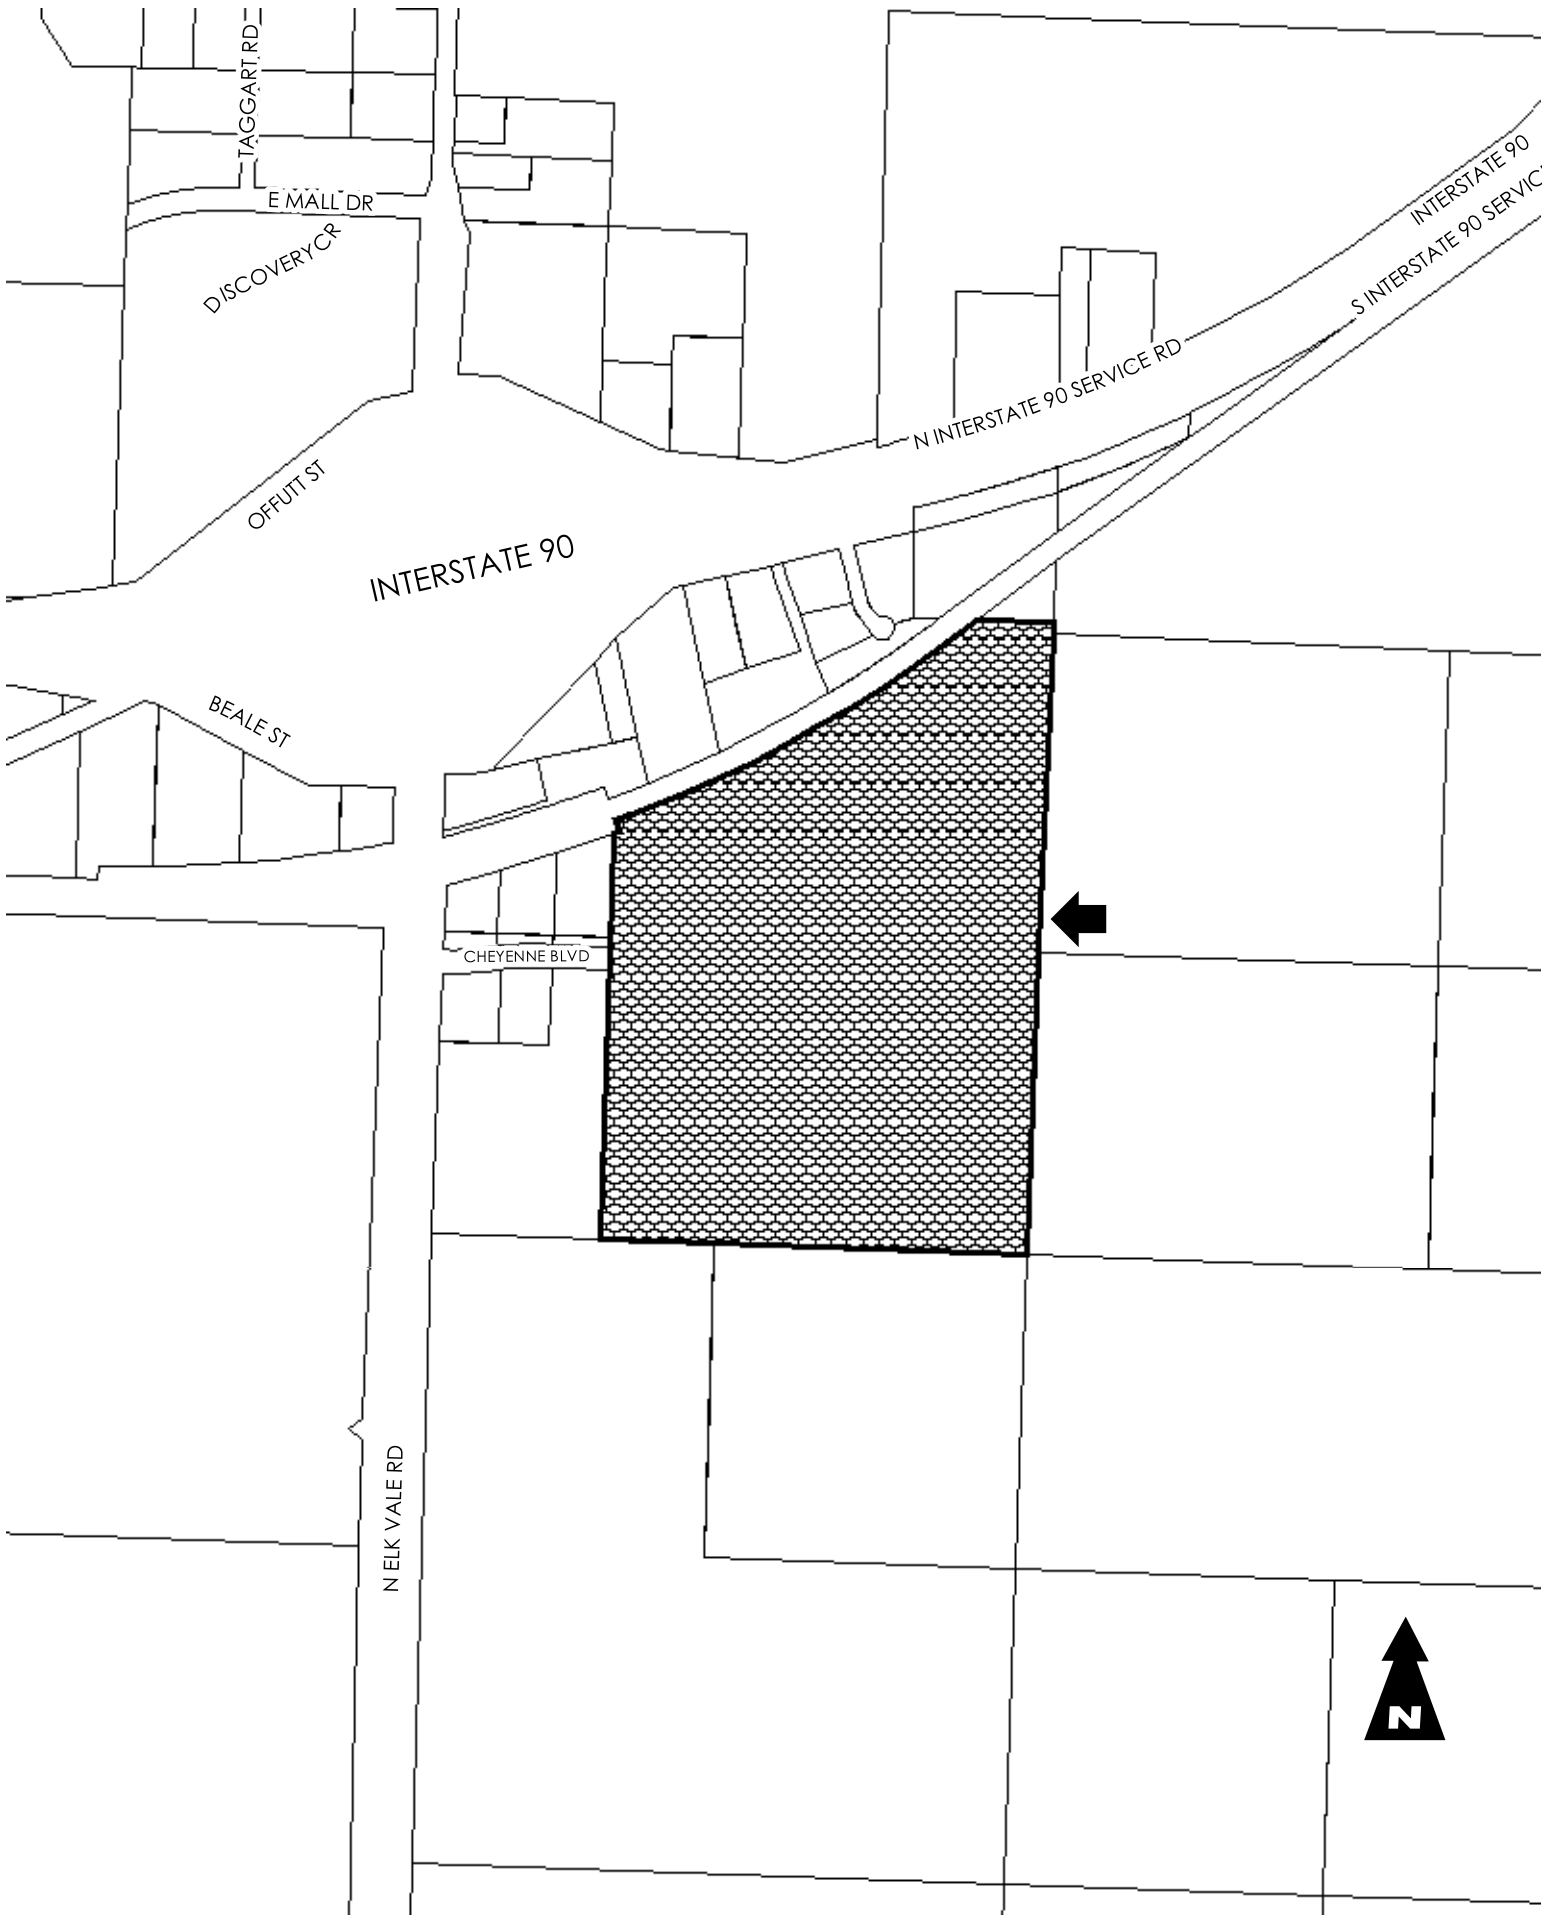 TAGGART RD
E MALL DR
DISCOVERY CR
INTERSTATE 90
S INTERSTATE 90 SERVIC
N INTERSTATE 90 SERVICE RD
OFFUTT ST
INTERSTATE 90
BEALE ST
CHEYENNE BLVD
N ELK VALE RD
N